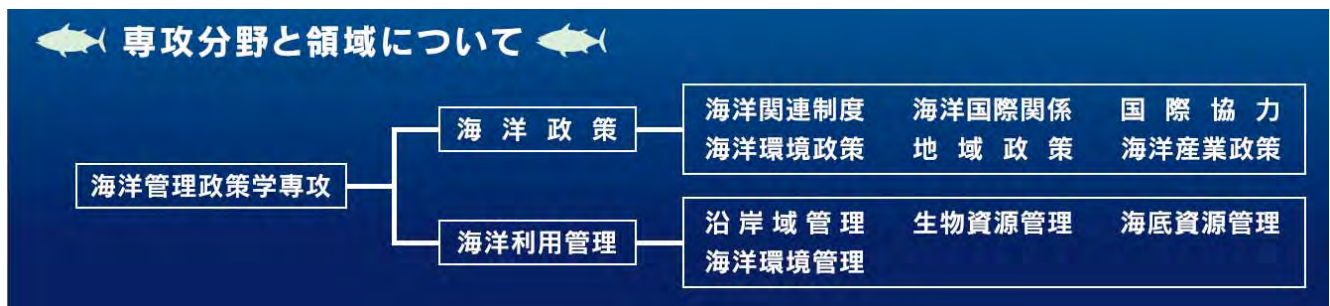 専攻分野と領域について
海洋管理政策学専攻
海洋政策
海洋関連制度 海洋国際関係 国際協力
海洋環境政策 地域政策 海洋産業政策
海洋利用管理
沿岸域管理 生物資源管理 海底資源管理
海洋環境管理